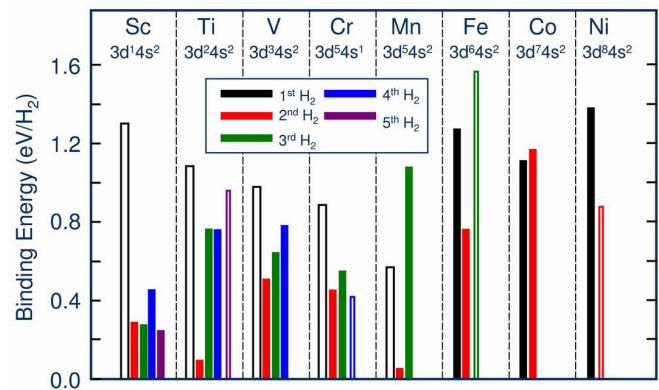 Sc Ti V Cr Mn Fe Co Ni
3d¹4s² 3d²4s² 3d³4s² 3d⁵4s¹ 3d⁵4s² 3d⁶4s² 3d⁷4s² 3d⁸4s²
1ˢᵗ H₂ 4ᵗʰ H₂
2ⁿᵈ H₂ 5ᵗʰ H₂
3ʳᵈ H₂
Binding Energy (eV/H₂)
1.6
1.2
0.8
0.4
0.0